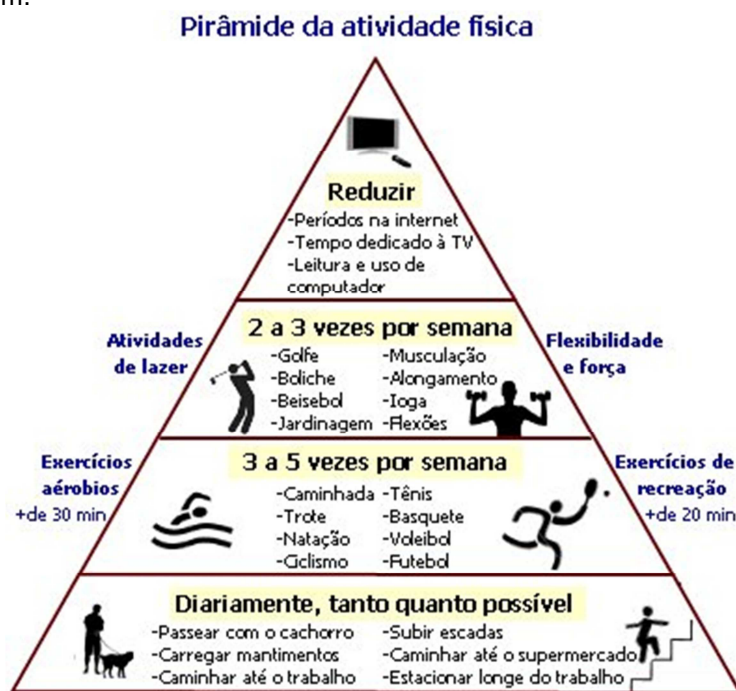 Pirâmide da atividade física
Reduzir
-Períodos na internet
-Tempo dedicado à TV
-Leitura e uso de
computador
Atividades
de lazer
2 a 3 vezes por semana
-Golfe
-Boliche
-Beisebol
-Jardinagem
-Musculação
-Alongamento
-Ioga
-Flexões
Flexibilidade
e força
Exercícios
aérobios
+de 30 min
3 a 5 vezes por semana
-Caminhada
-Trote
-Natação
-Ciclismo
-Tênis
-Basquete
-Voleibol
-Futebol
Exercícios de
recreação
+de 20 min
Diariamente, tanto quanto possível
-Passear com o cachorro
-Carregar mantimentos
-Caminhar até o trabalho
-Subir escadas
-Caminhar até o supermercado
-Estacionar longe do trabalho